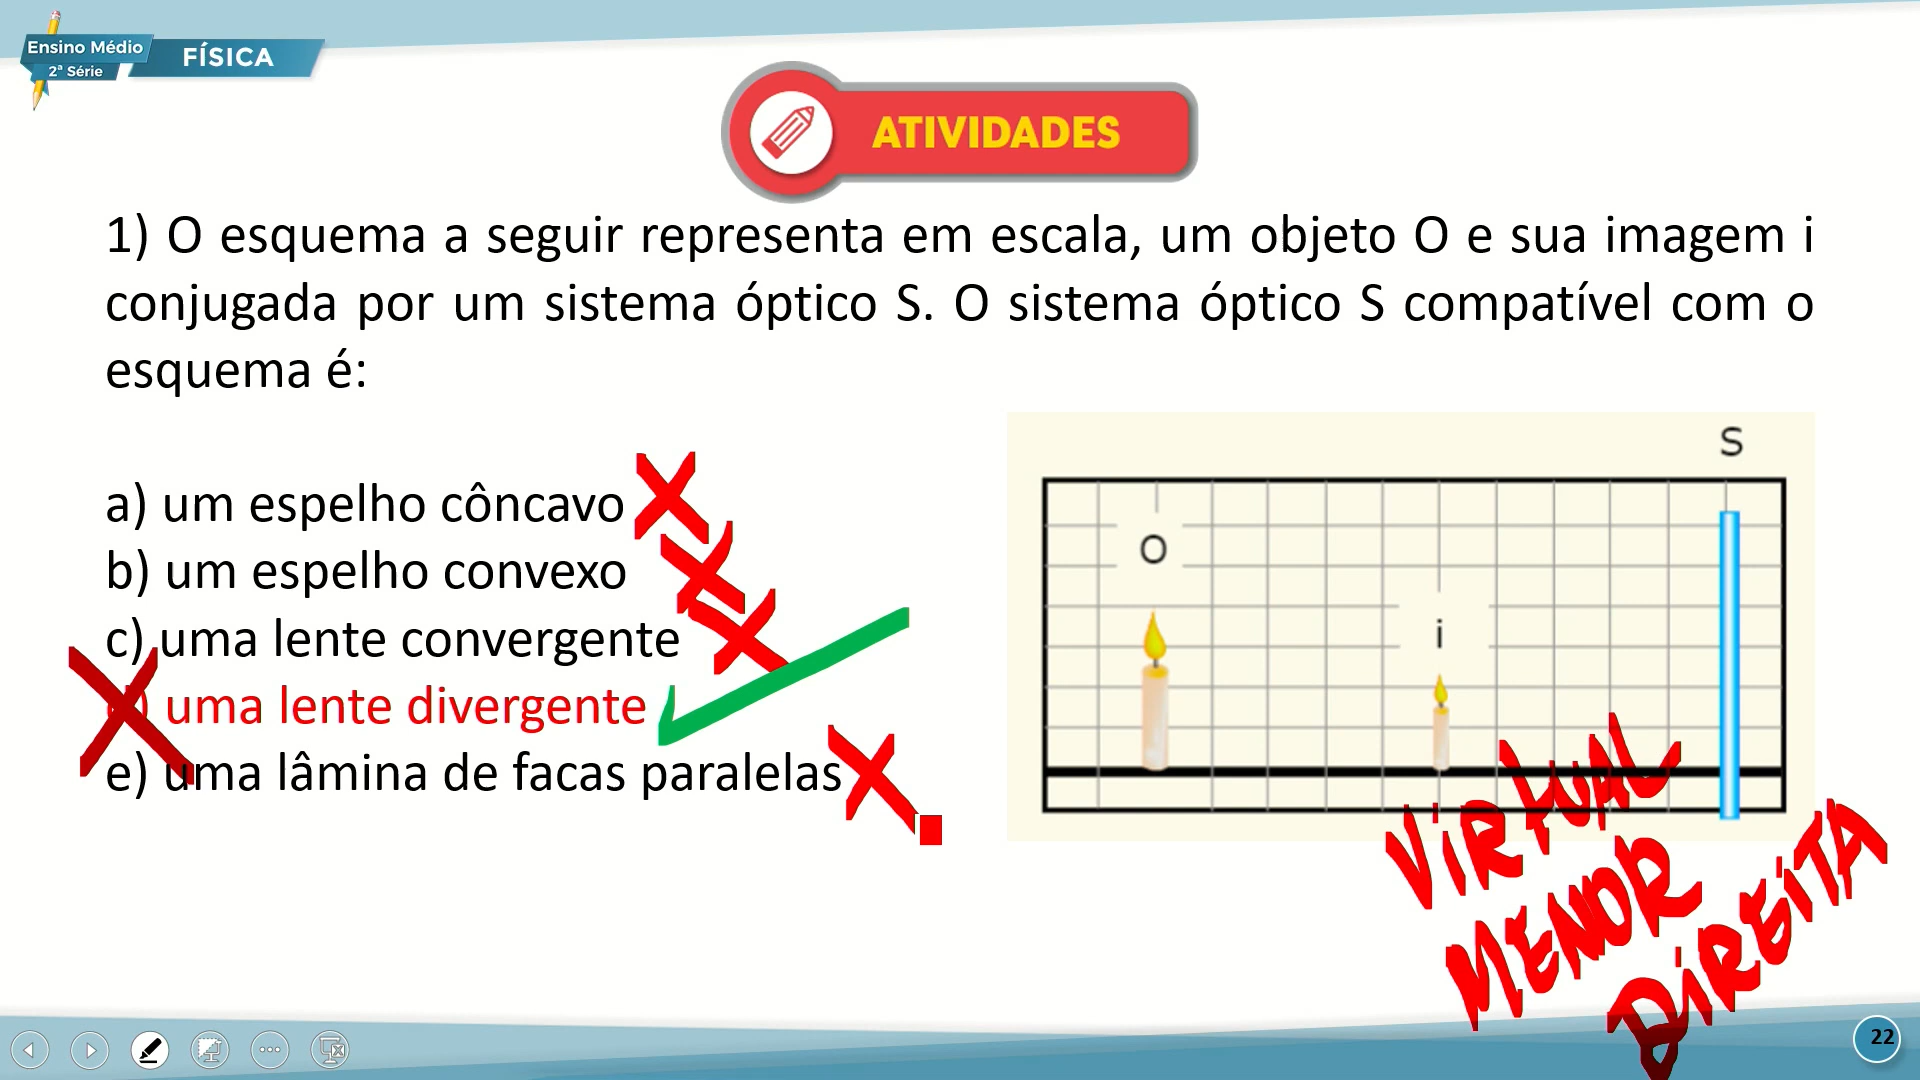 Ensino Médio
2ª Série
FÍSICA
ATIVIDADES
1) O esquema a seguir representa em escala, um objeto O e sua imagem i
conjugada por um sistema óptico S. O sistema óptico S compatível com o
esquema é:
a) um espelho côncavo
b) um espelho convexo
c) uma lente convergente
d) uma lente divergente
e) uma lâmina de facas paralelas
S
O
i
VIRTUAL
MENOR
DIREITA
22